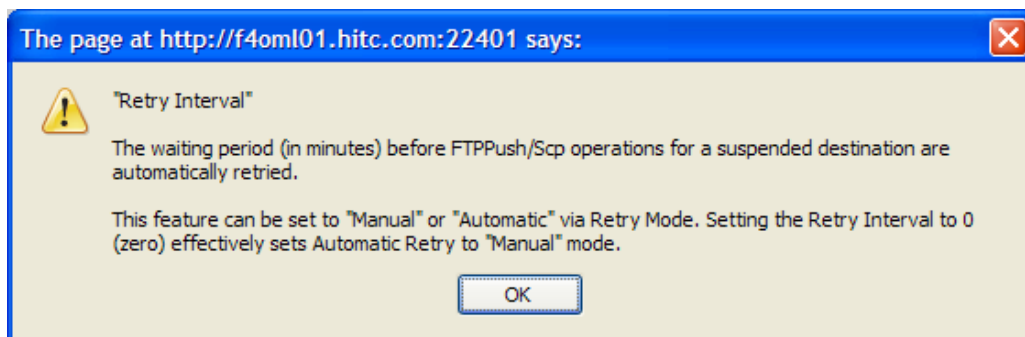 The page at http://f4oml01.hitc.com:22401 says:
"Retry Interval"
The waiting period (in minutes) before FTPPush/Scp operations for a suspended destination are
automatically retried.
This feature can be set to "Manual" or "Automatic" via Retry Mode. Setting the Retry Interval to 0
(zero) effectively sets Automatic Retry to "Manual" mode.
OK